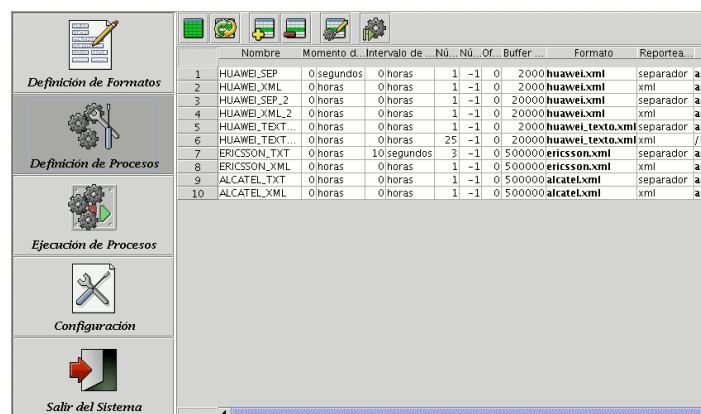 Definición de Formatos
Definición de Procesos
Ejecución de Procesos
Configuración
Salir del Sistema
Nombre Momento d... Intervalo de ... Nú... Nú... Of... Buffer ... Formato Reportea...
1 HUAWEI_SEP 0 segundos 0 horas 1 -1 0 2000 huawei.xml separador a
2 HUAWEI_XML 0 horas 0 horas 1 -1 0 2000 huawei.xml xml a
3 HUAWEI_SEP_2 0 horas 0 horas 1 -1 0 20000 huawei.xml separador a
4 HUAWEI_XML_2 0 horas 0 horas 1 -1 0 20000 huawei.xml xml a
5 HUAWEI_TEXT... 0 horas 0 horas 1 -1 0 2000 huawei_texto.xml separador a
6 HUAWEI_TEXT... 0 horas 0 horas 25 -1 0 2000 huawei_texto.xml xml /
7 ERICSSON_TXT 0 horas 10 segundos 3 -1 0 500000 ericsson.xml separador a
8 ERICSSON_XML 0 horas 0 horas 1 -1 0 500000 ericsson.xml xml a
9 ALCATEL_TXT 0 horas 0 horas 1 -1 0 500000 alcatel.xml separador a
10 ALCATEL_XML 0 horas 0 horas 1 -1 0 500000 alcatel.xml xml a